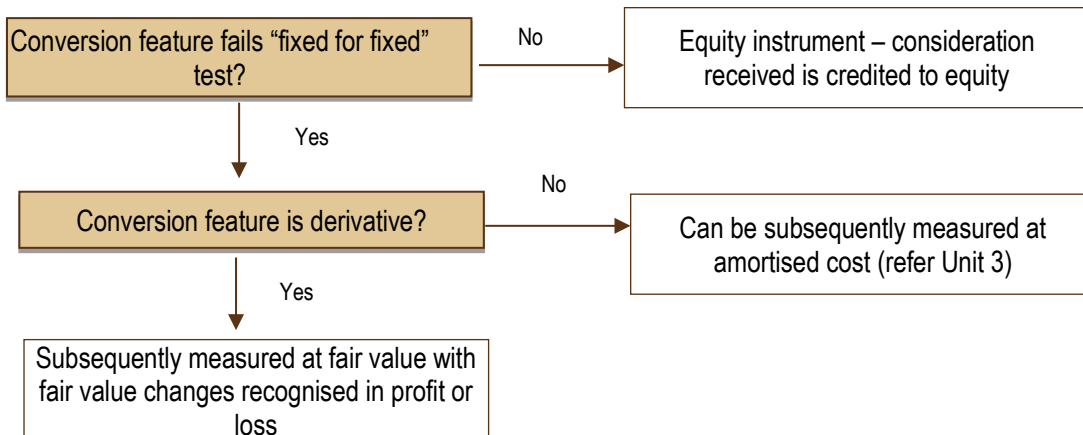 Conversion feature fails “fixed for fixed”
test?
No
Equity instrument – consideration
received is credited to equity
Yes
Conversion feature is derivative?
No
Can be subsequently measured at
amortised cost (refer Unit 3)
Yes
Subsequently measured at fair value with
fair value changes recognised in profit or
loss